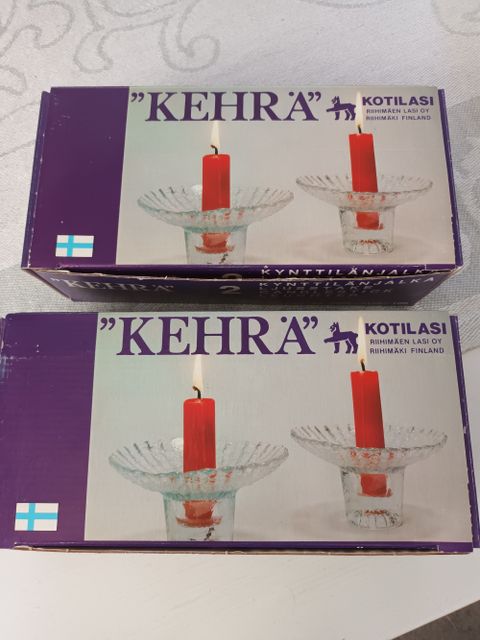 "KEHRÄ"
KOTILASI
RIIHIMÄEN LASI OY
RIIHIMÄKI FINLAND
"KEHRÄ" 2 KYNTTILÄNJALKA
"KEHRÄ"
KOTILASI
RIIHIMÄEN LASI OY
RIIHIMÄKI FINLAND